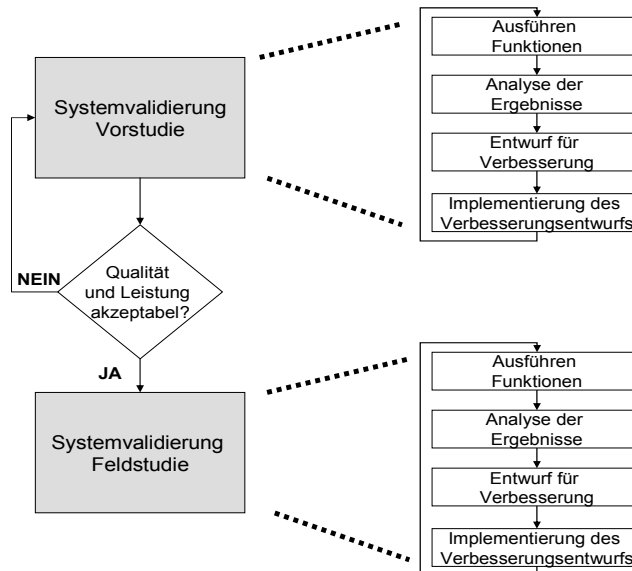 Systemvalidierung
Vorstudie
NEIN
Qualität
und Leistung
akzeptabel?
JA
Systemvalidierung
Feldstudie
Ausführen
Funktionen
Analyse der
Ergebnisse
Entwurf für
Verbesserung
Implementierung des
Verbesserungsentwurfs
Ausführen
Funktionen
Analyse der
Ergebnisse
Entwurf für
Verbesserung
Implementierung des
Verbesserungsentwurfs